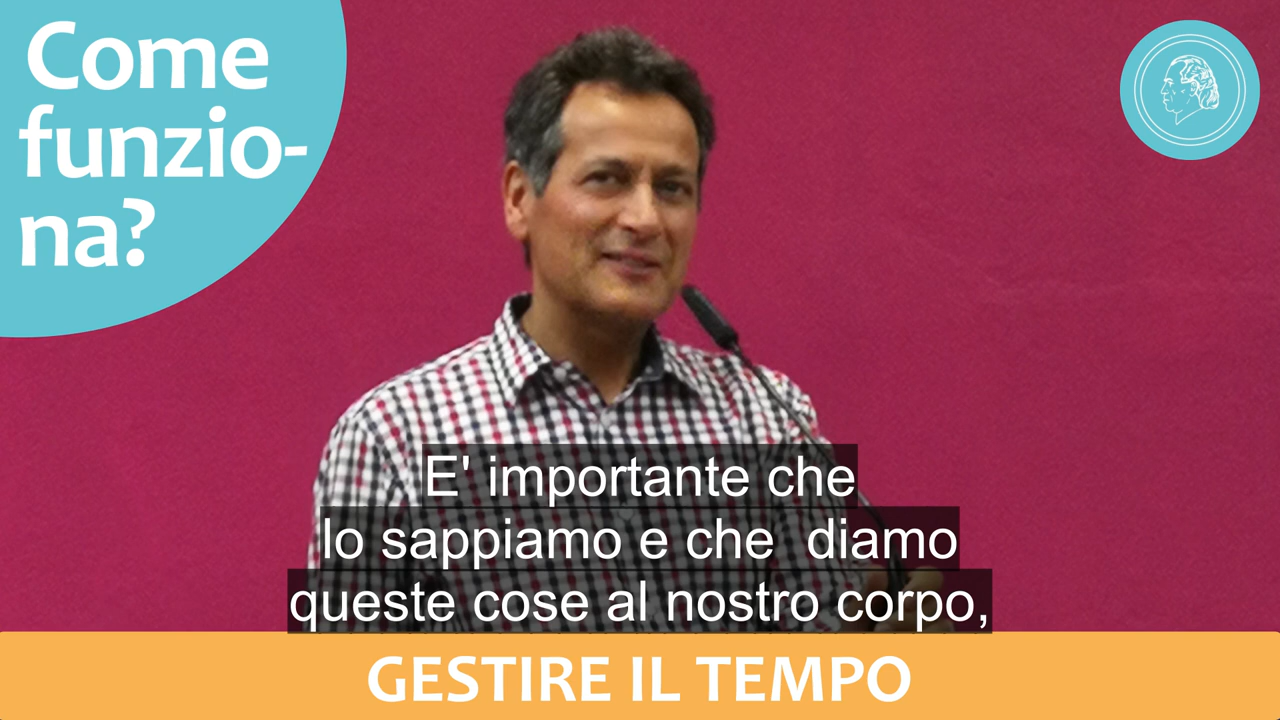 Come
funzio-
na?
E' importante che
lo sappiamo e che  diamo
queste cose al nostro corpo,
GESTIRE IL TEMPO